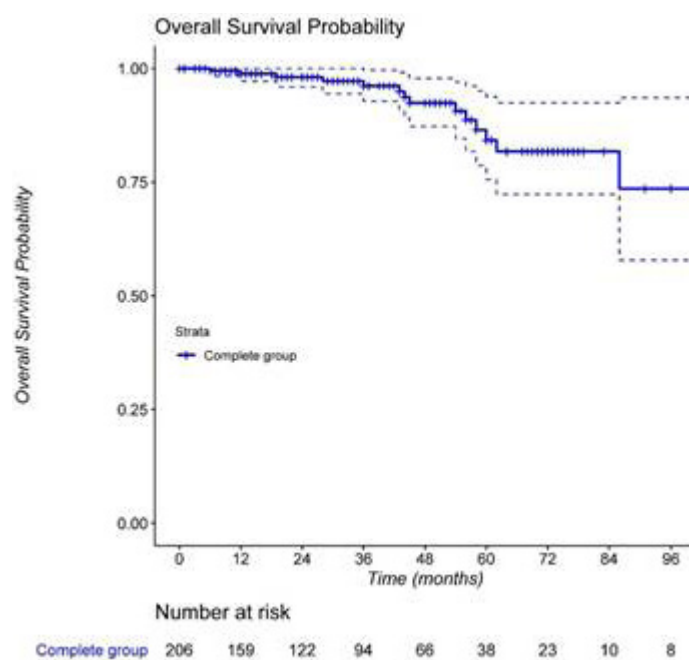 Overall Survival Probability
Overall Survival Probability
1.00
0.75
0.50
0.25
0.00
Strata
Complete group
0 12 24 36 48 60 72 84 96
Time (months)
Number at risk
Complete group 206 159 122 94 66 38 23 10 8